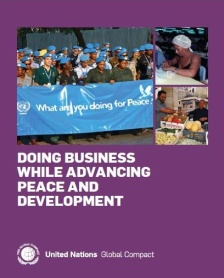 What are you doing for Peace?
DOING BUSINESS
WHILE ADVANCING
PEACE AND
DEVELOPMENT
United Nations Global Compact